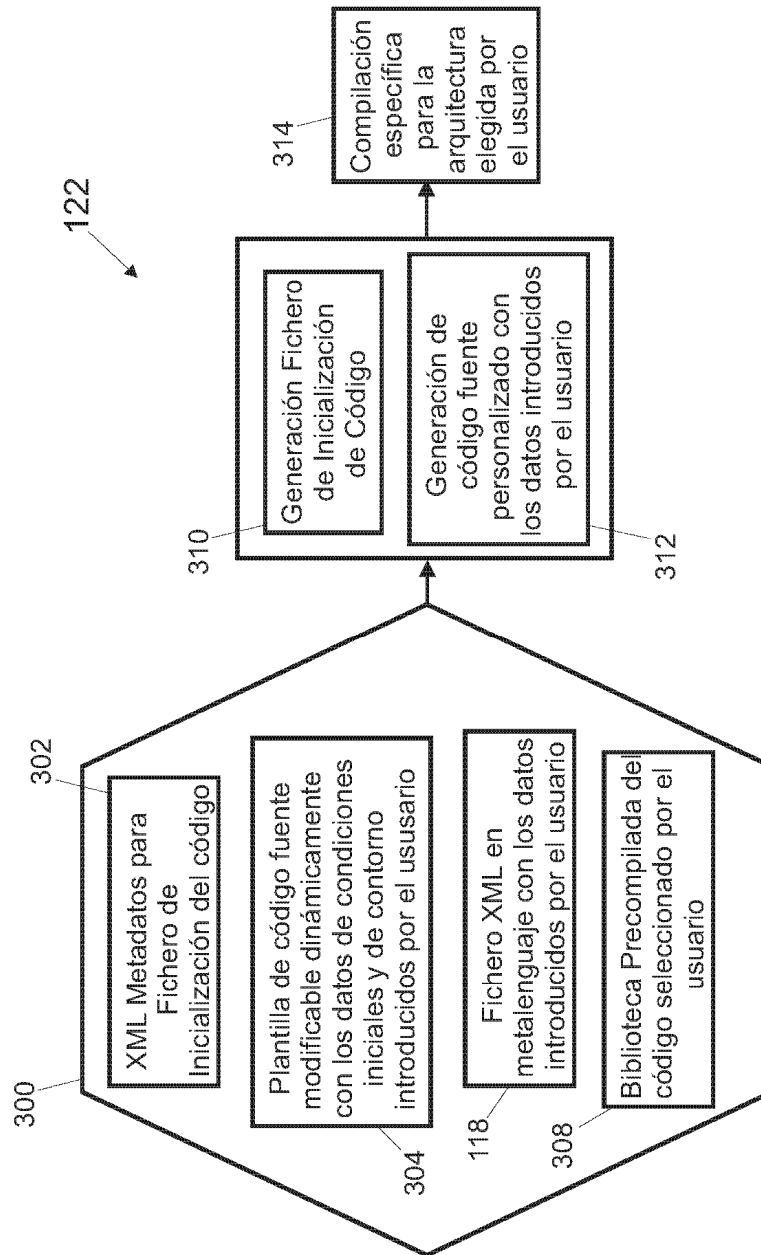 122
300
302
XML Metadatos para
Fichero de
Inicialización del código
Plantilla de código fuente
modificable dinámicamente
con los datos de condiciones
iniciales y de contorno
introducidos por el ususario
304
Fichero XML en
metalenguaje con los datos
introducidos por el usuario
118
Biblioteca Precompilada del
código seleccionado por el
usuario
308
310
Generación Fichero
de Inicialización
de Código
Generación de
código fuente
personalizado con
los datos introducidos
por el usuario
312
314
Compilación
específica
para la
arquitectura
elegida por
el usuario